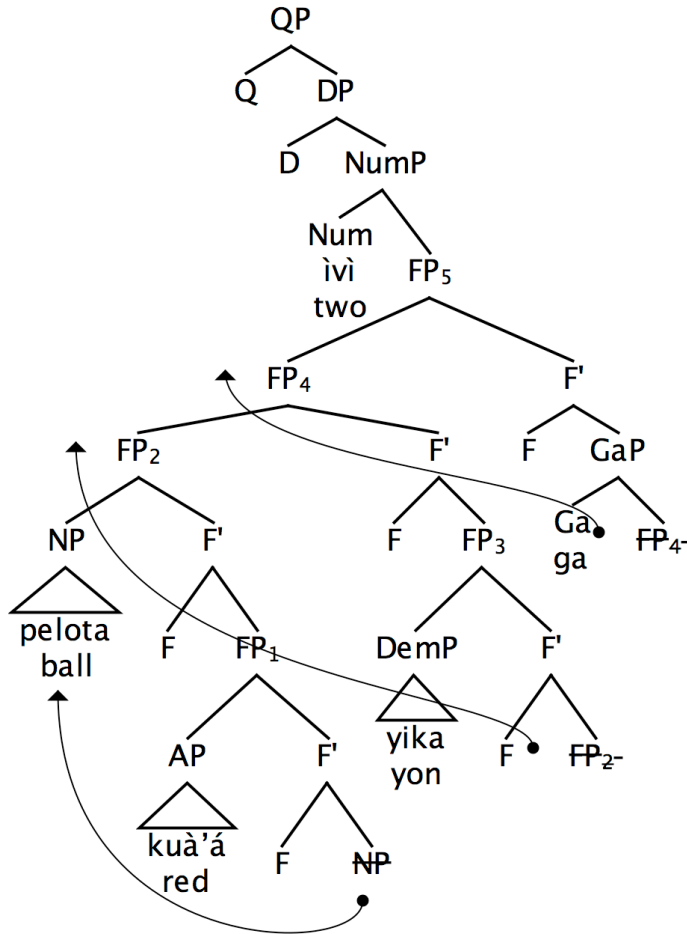 QP
Q DP
D NumP
Num FP₅
ìvì
two
FP₄ F'
FP₂ F' F GaP
NP F' F FP₃ Ga FP₄
ga
pelota F FP₁ DemP F'
ball
yika F FP₂
yon
AP F'
kuà’á F NP
red